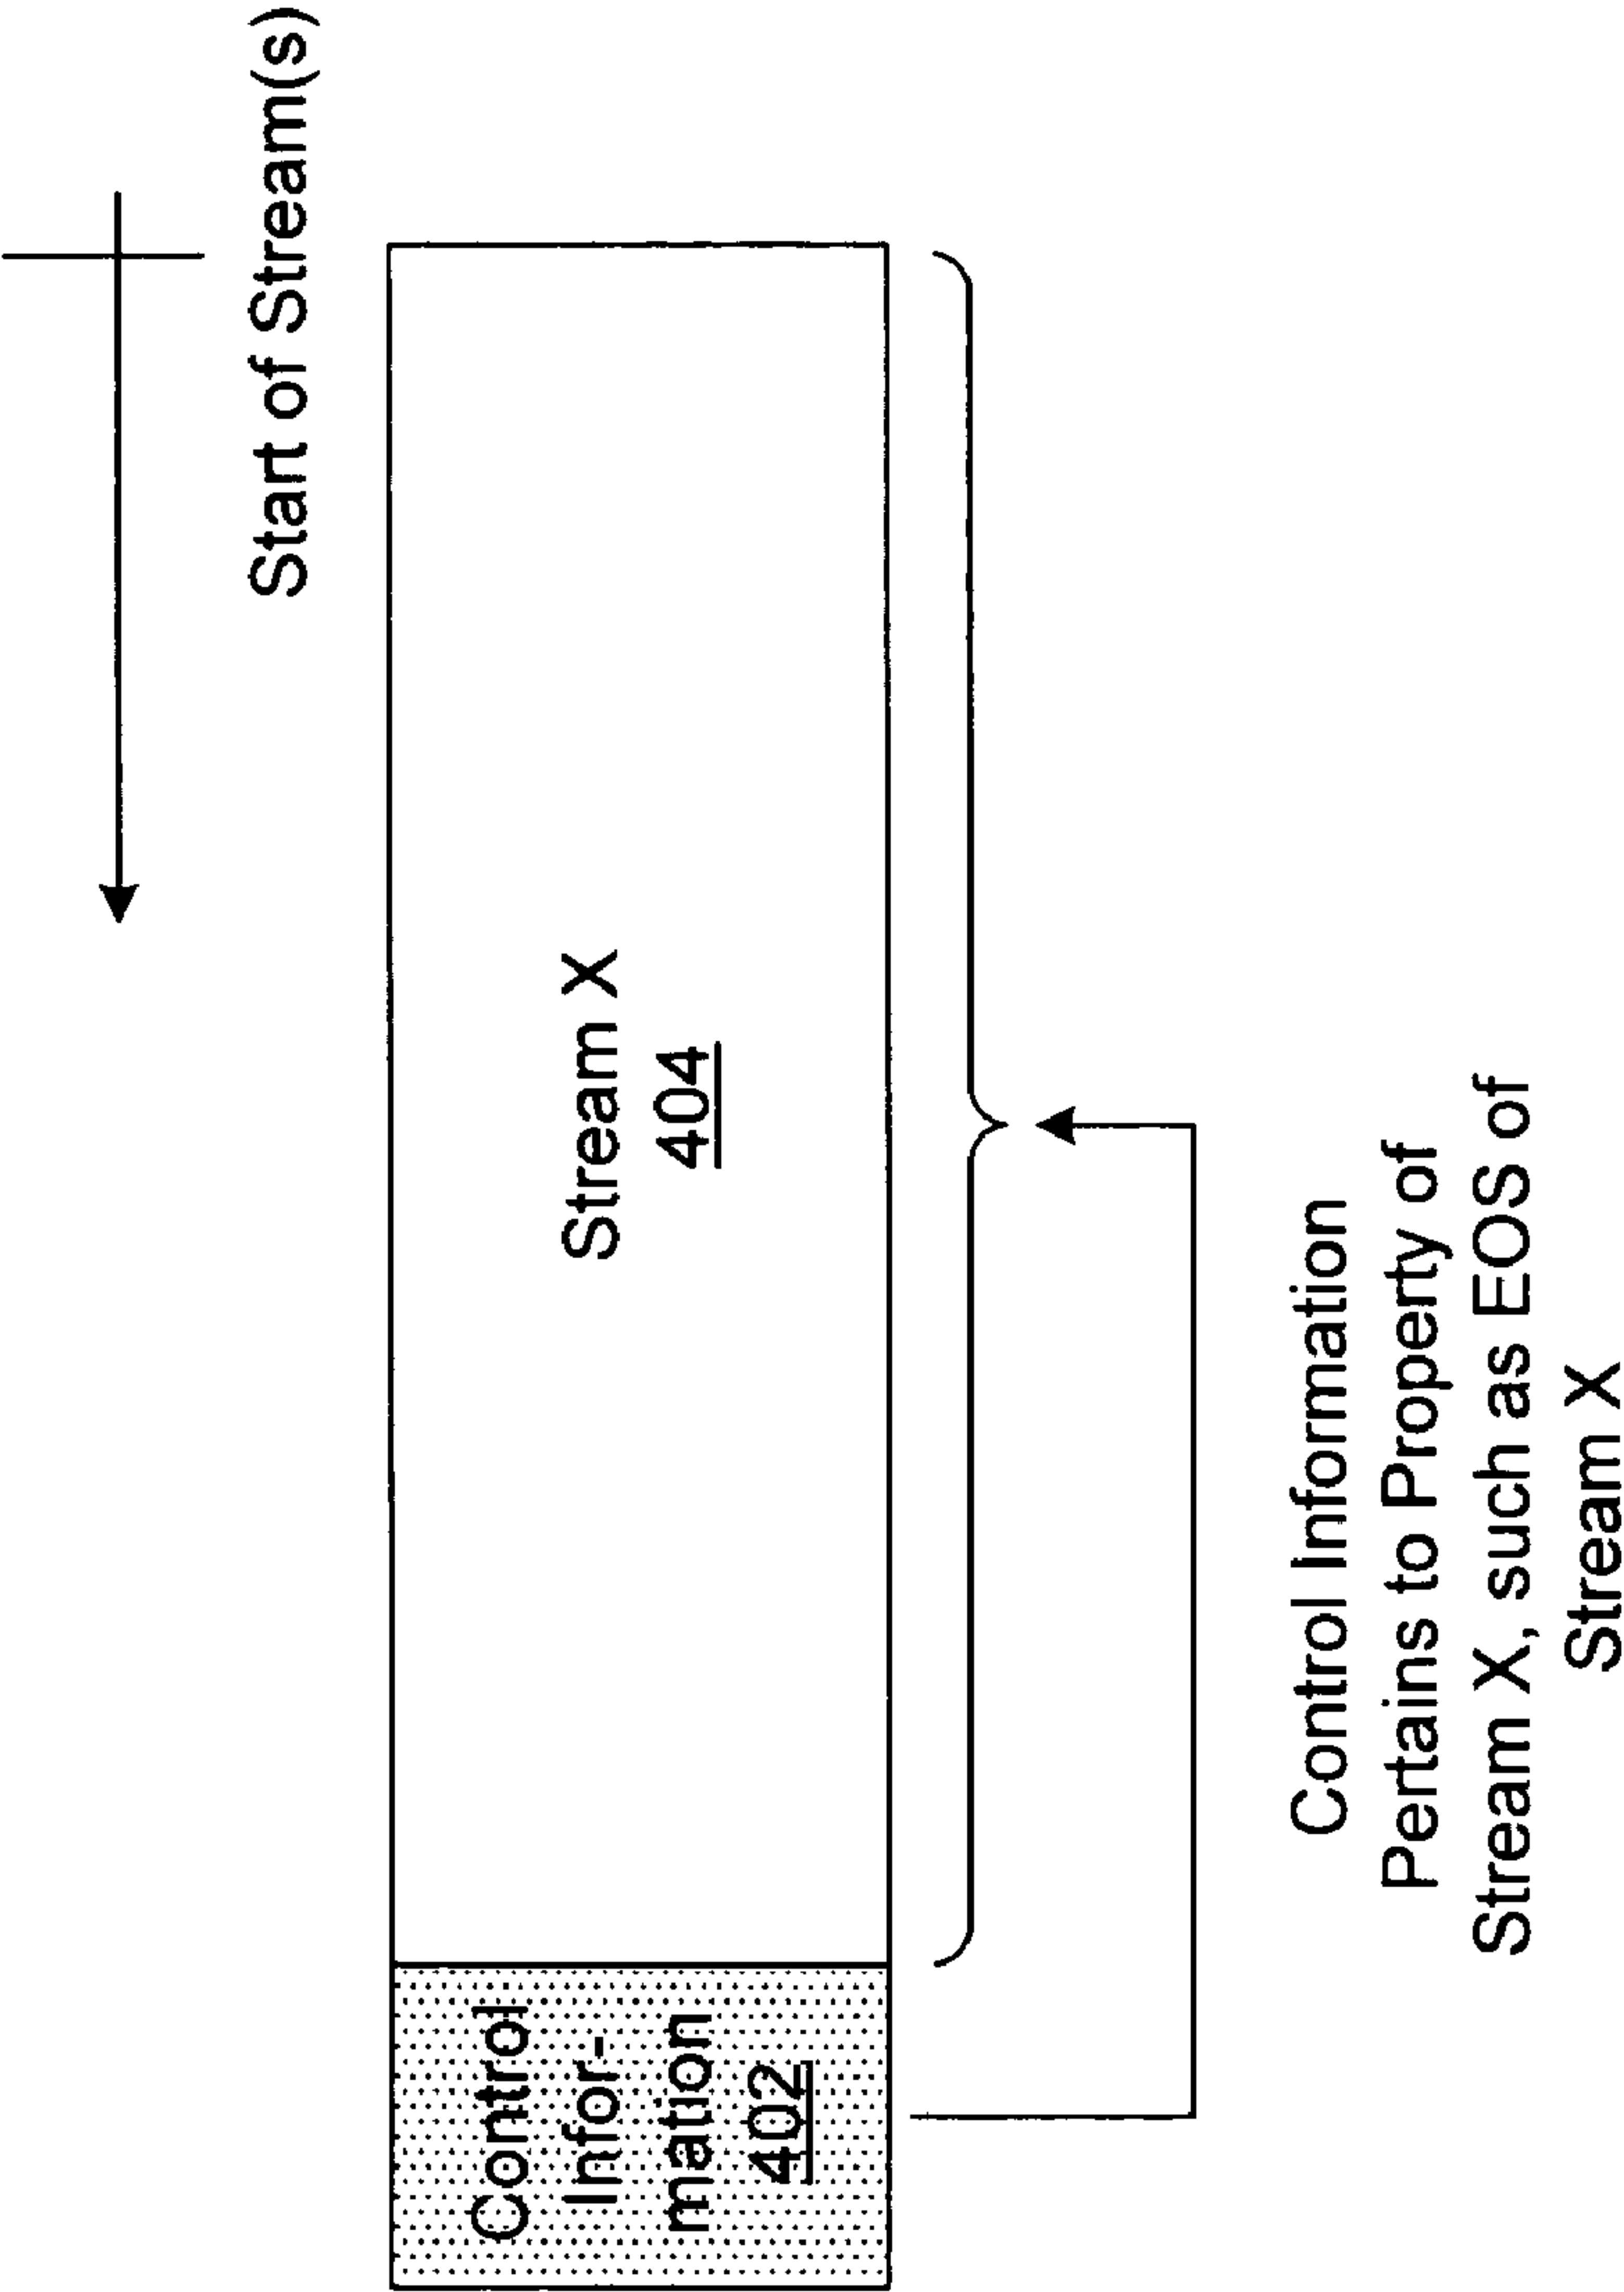 Start of Stream(s)
Control
Infor-
mation
402
Stream X
404
Control Information
Pertains to Property of
Stream X, such as EOS of
Stream X